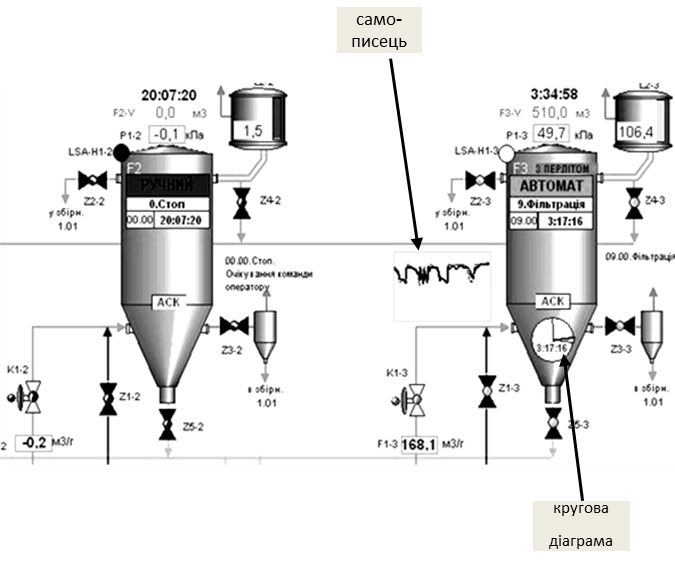 само-
писець
20:07:20
F2-V 0,0 м3
P1-2 -0,1 кПа
1,5
LSA-H1-2
F2
РУЧНИЙ
0.Стоп
00.00 20:07:20
Z2-2
Z4-2
у збірн.
1.01
00.00.Стоп.
Очікування команди
оператору
АСК
Z3-2
в збірн.
1.01
K1-2
Z1-2
Z5-2
2 -0,2 м3/г
3:34:58
F3-V 510,0 м3
P1-3 49,7 кПа
L2-3
106,4
LSA-H1-3
F3 З ПЕРЛІТОМ
АВТОМАТ
9.Фільтрація
09.00 3:17:16
Z2-3
Z4-3
у збірн.
1.01
09.00.Фільтрація
АСК
3:17:16
Z3-3
в збірн.
1.01
K1-3
Z1-3
Z5-3
F1-3 168,1 м3/г
кругова
діаграма